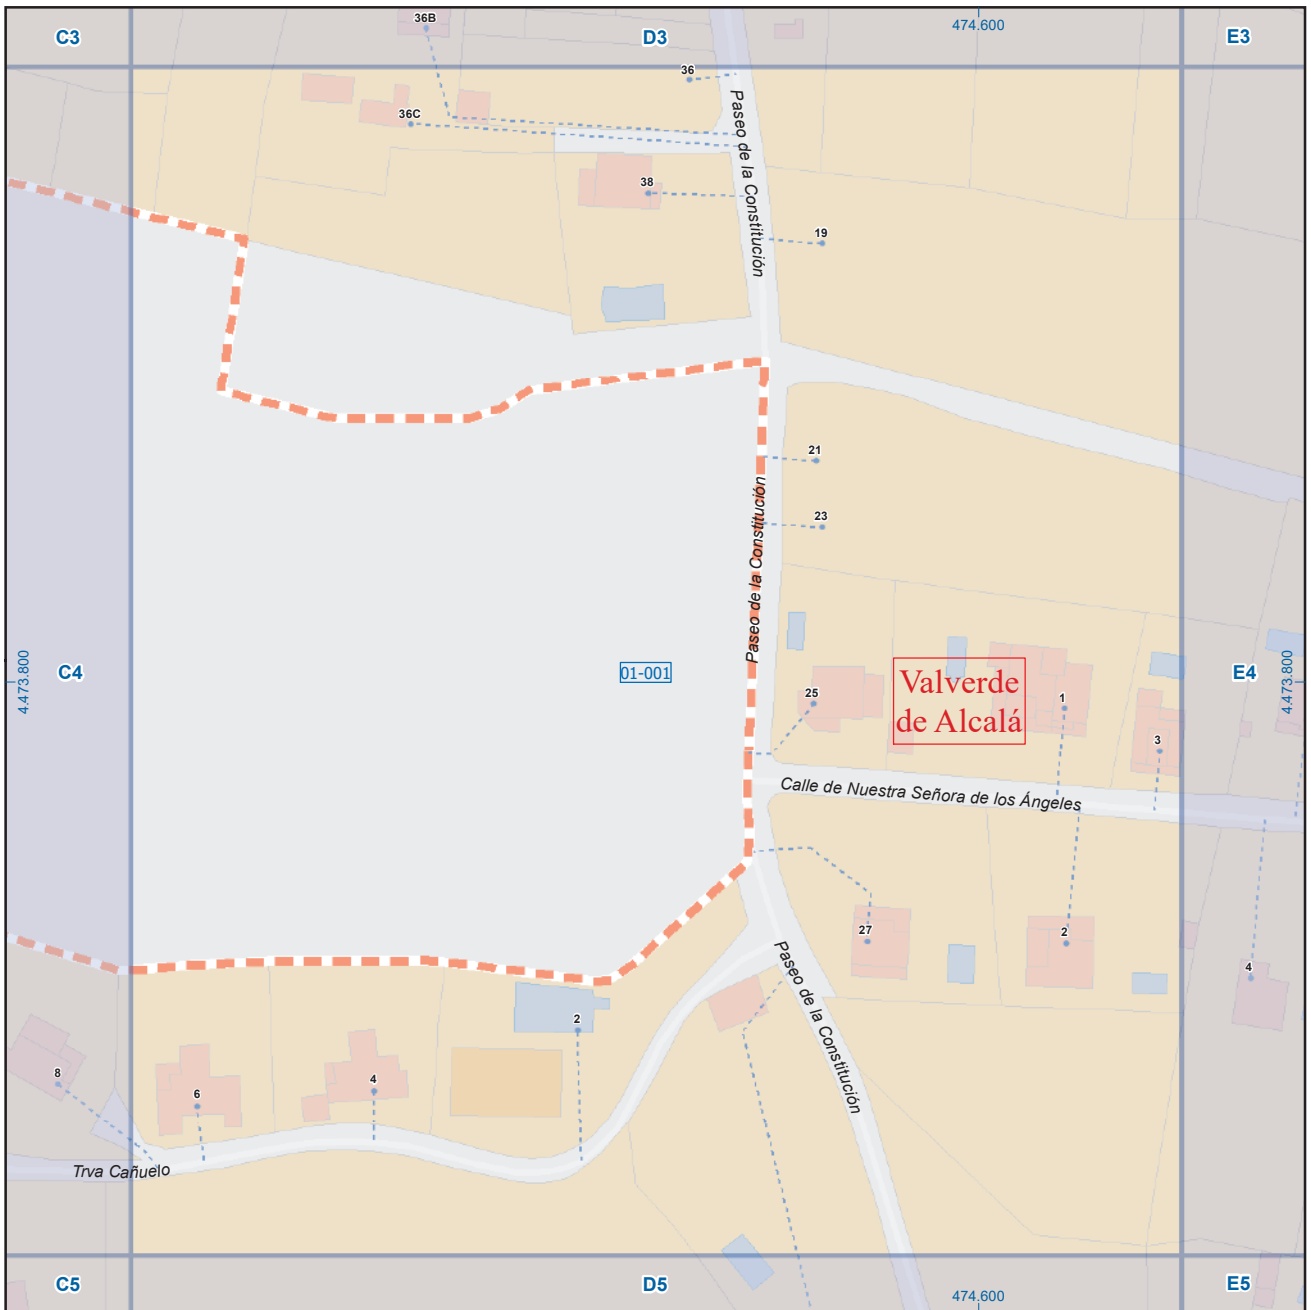 36B
474.600
C3
D3
E3
36
36C
Paseo de la Constitución
38
19
21
23
Paseo de la Constitución
4.473.800
C4
01-001
Valverde
de Alcalá
E4
4.473.800
25
1
3
Calle de Nuestra Señora de los Ángeles
27
2
4
Paseo de la Constitución
2
8
6
4
Trva Cañuelo
C5
D5
474.600
E5